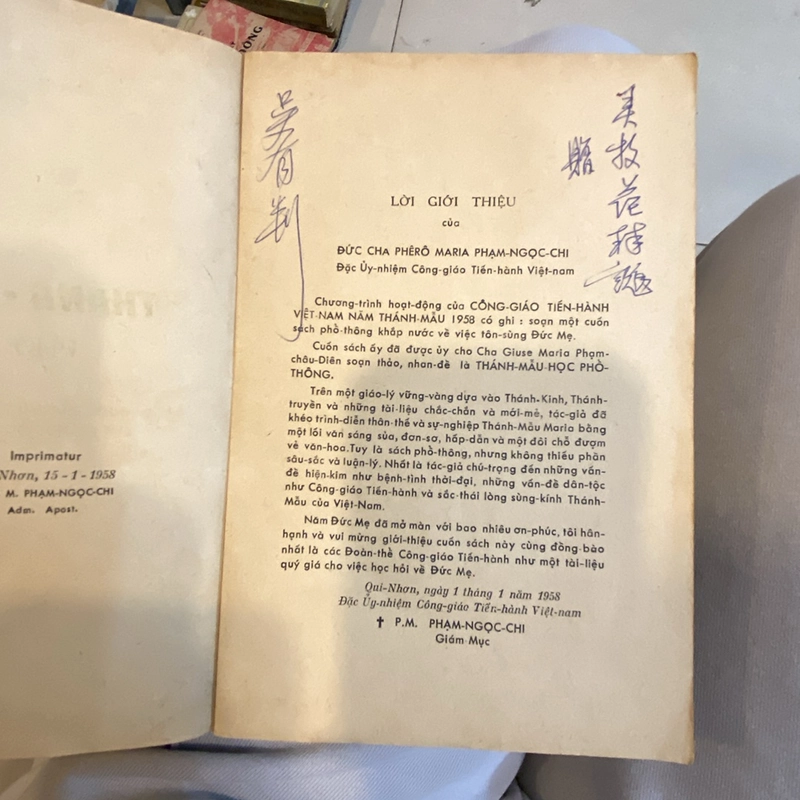 Imprimatur
Nhơn, 15-1-1958
M. PHẠM-NGỌC-CHI
Adm. Apost.
灵牧范
贈
吳有
LỜI GIỚI THIỆU
của
ĐỨC CHA PHÊRÔ MARIA PHẠM-NGỌC-CHI
Đặc Ủy-nhiệm Công-giáo Tiến-hành Việt-nam
Chương-trình hoạt-động của CÔNG-GIÁO TIẾN-HÀNH
VIỆT-NAM NĂM THÁNH-MẪU 1958 có ghi : soạn một cuốn
sách phổ-thông khắp nước về việc tôn-sùng Đức Mẹ.
Cuốn sách ấy đã được ủy cho Cha Giuse Maria Phạm-
châu-Diên soạn thảo, nhan-đề là THÁNH-MẪU-HỌC PHỔ-
THÔNG.
Trên một giáo-lý vững-vàng dựa vào Thánh-Kinh, Thánh-
truyền và những tài-liệu chắc-chắn và mới-mẻ, tác-giả đã
khéo trình-diễn thân-thế và sự-nghiệp Thánh-Mẫu Maria bằng
một lối văn sáng sủa, đơn-sơ, hấp-dẫn và một đôi chỗ đượm
vẻ văn-hoa.Tuy là sách phổ-thông, nhưng không thiếu phần
sâu-sắc và luận-lý. Nhất là tác-giả chú-trọng đến những vấn-
đề hiện-kim như bệnh-tình thời-đại, những vấn-đề dân-tộc
như Công-giáo Tiến-hành và sắc-thái lòng sùng-kính Thánh-
Mẫu của Việt-Nam.
Năm Đức Mẹ đã mở màn với bao nhiêu ơn-phúc, tôi hân-
hạnh và vui mừng giới-thiệu cuốn sách này cùng đồng-bào
nhất là các Đoàn-thể Công-giáo Tiến-hành như một tài-liệu
quý giá cho việc học hỏi về Đức Mẹ.
Qui-Nhơn, ngày 1 tháng 1 năm 1958
Đặc Ủy-nhiệm Công-giáo Tiến-hành Việt-nam
✝ P.M. PHẠM-NGỌC-CHI
Giám Mục